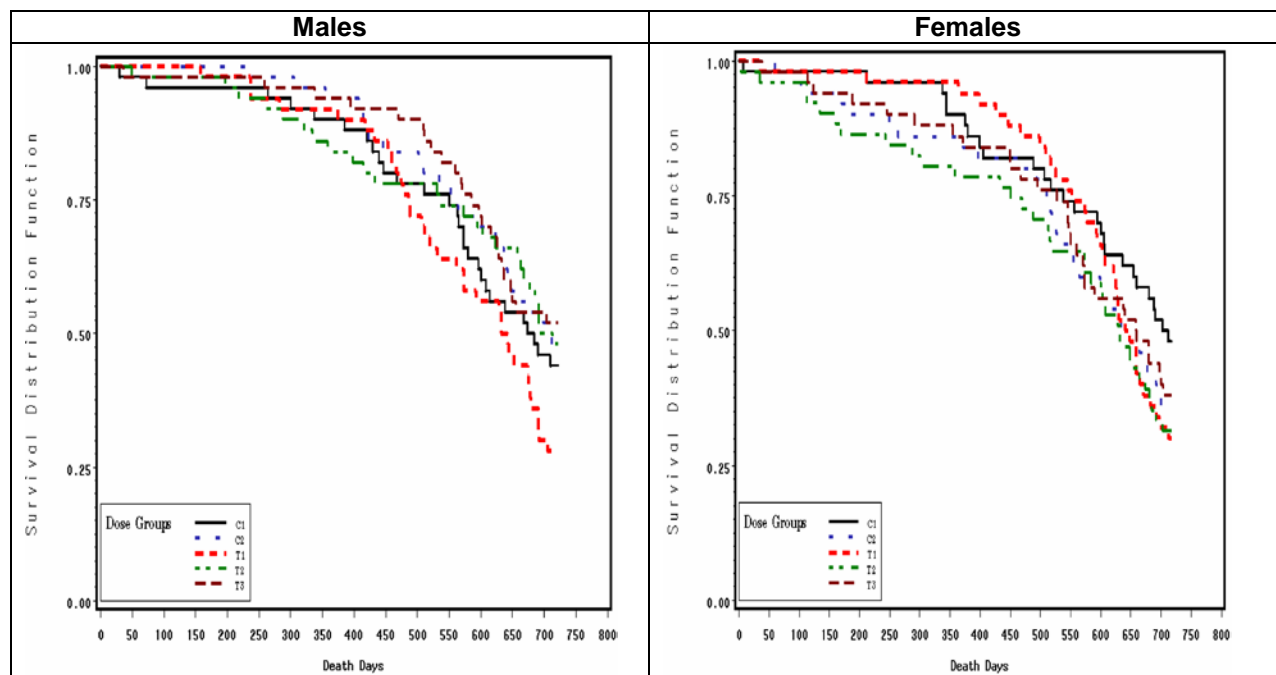 Males
Females
Survival Distribution Function
1.00
0.75
0.50
0.25
0.00
Dose Groups
C1
C2
T1
T2
T3
0 50 100 150 200 250 300 350 400 450 500 550 600 650 700 750 800
Death Days
Survival Distribution Function
1.00
0.75
0.50
0.25
0.00
Dose Groups
C1
C2
T1
T2
T3
0 50 100 150 200 250 300 350 400 450 500 550 600 650 700 750 800
Death Days